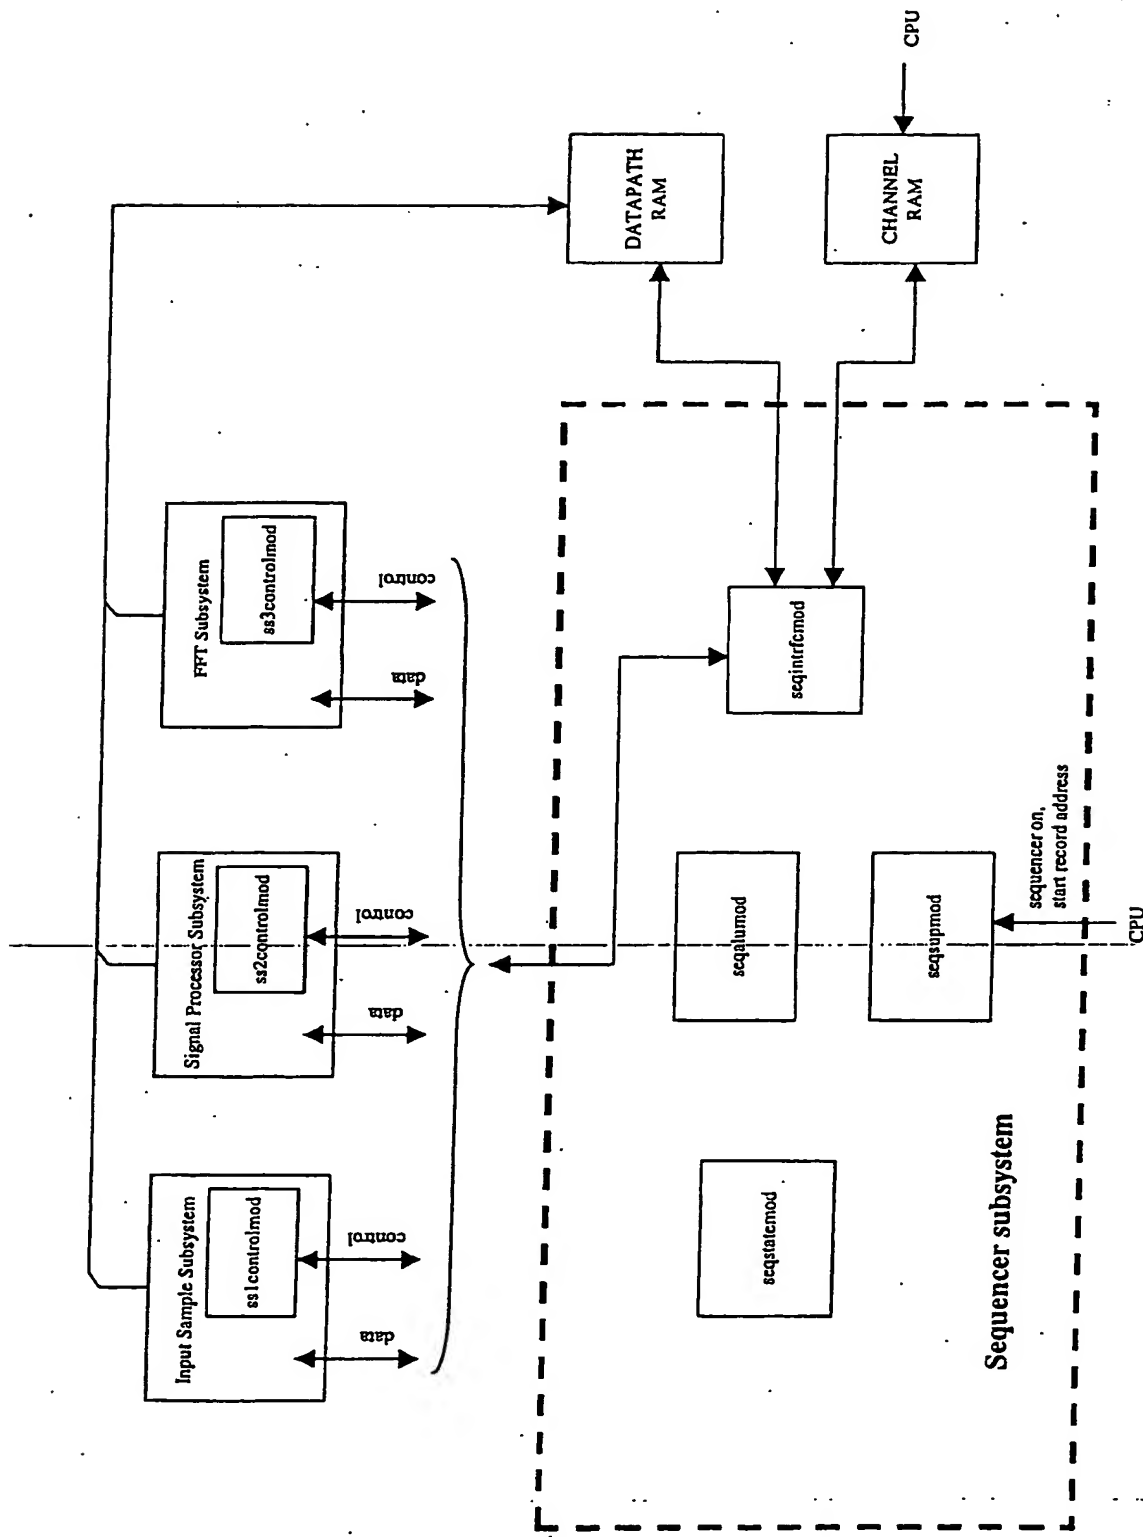 Input Sample Subsystem
ss1controlmod
data
control
Signal Processor Subsystem
ss2controlmod
data
control
FFT Subsystem
ss3controlmod
data
control
DATAPATH
RAM
CHANNEL
RAM
CPU
seqintrfcmod
seqalumod
seqstatemod
seqsupmod
sequencer on,
start record address
CPU
Sequencer subsystem